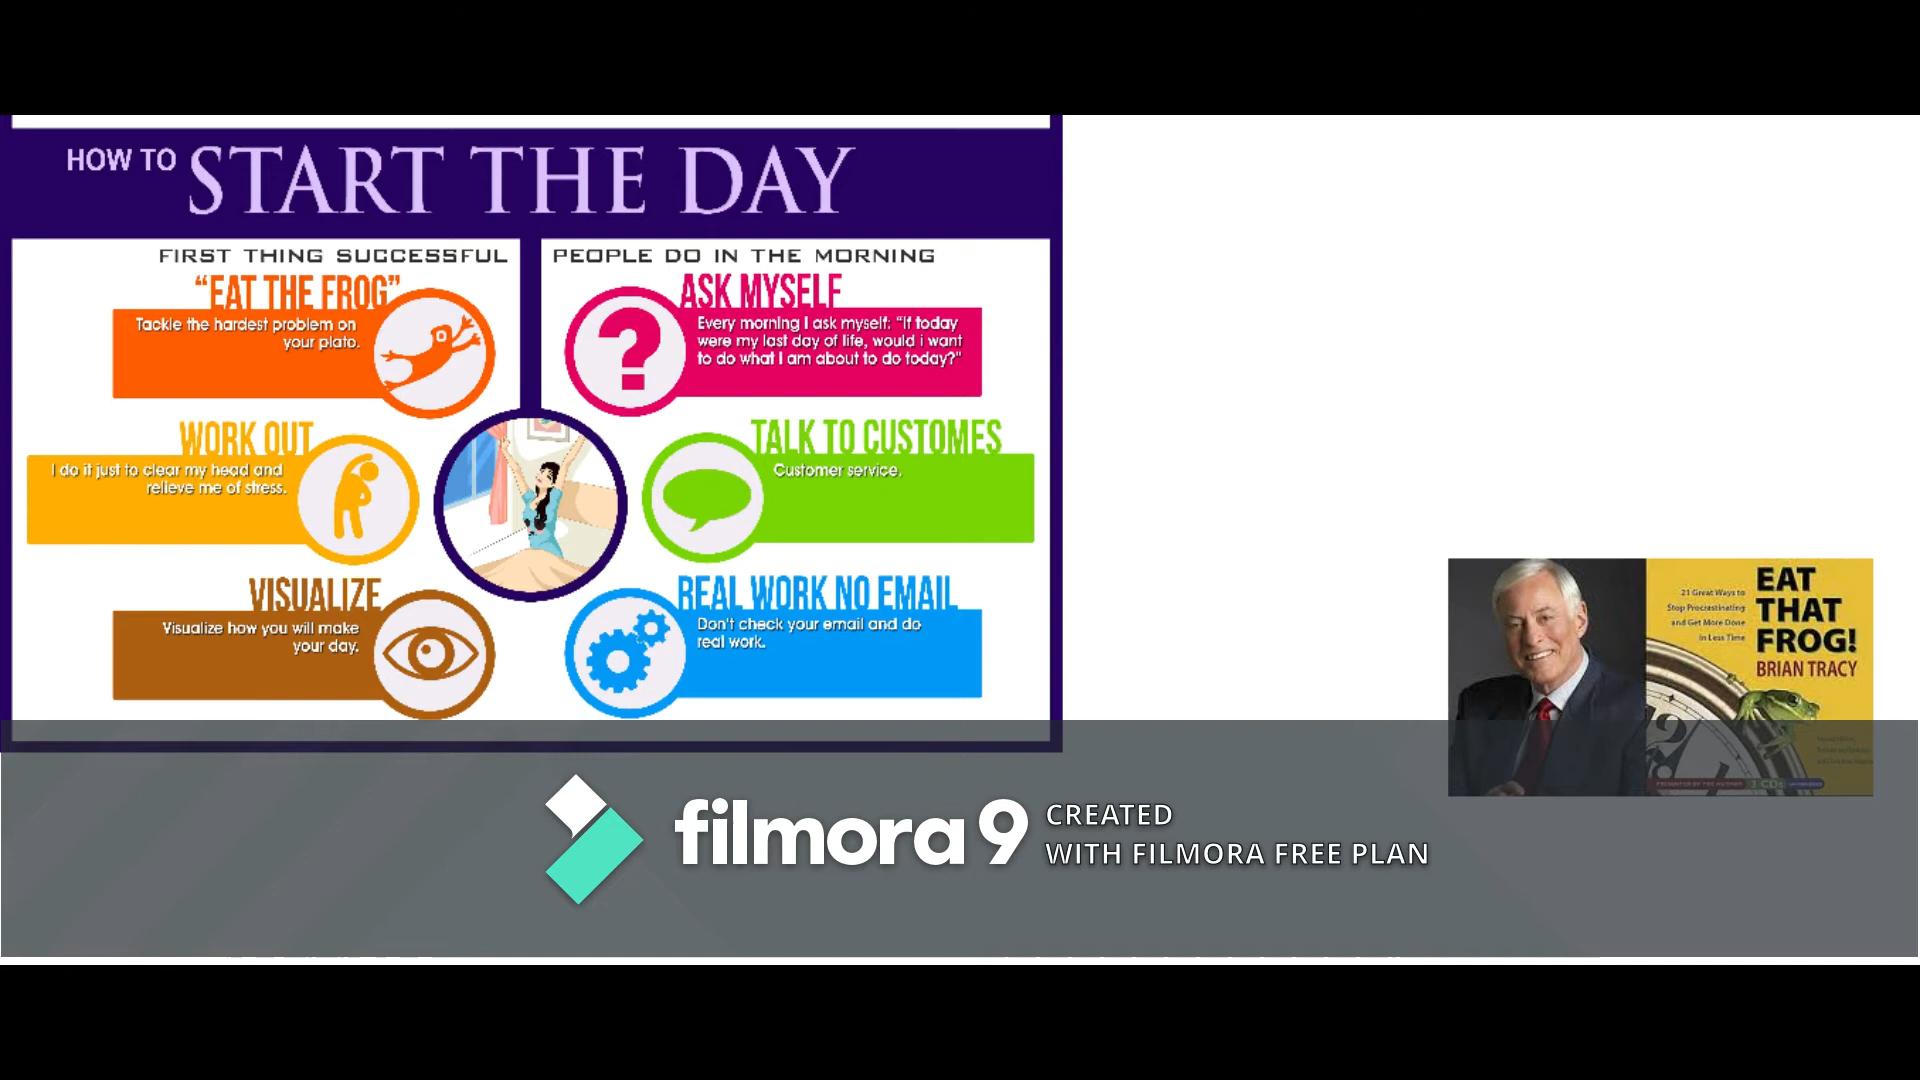 HOW TO START THE DAY
FIRST THING SUCCESSFUL PEOPLE DO IN THE MORNING
"EAT THE FROG"
Tackle the hardest problem on
your plato.
ASK MYSELF
Every morning I ask myself: "If today
were my last day of life, would i want
to do what I am about to do today?"
WORK OUT
I do it just to clear my head and
relieve me of stress.
TALK TO CUSTOMES
Customer service.
VISUALIZE
Visualize how you will make
your day.
REAL WORK NO EMAIL
Don't check your email and do
real work.
21 Great Ways to
Stop Procrastinating
and Get More Done
in Less Time
EAT
THAT
FROG!
BRIAN TRACY
filmora9
CREATED
WITH FILMORA FREE PLAN